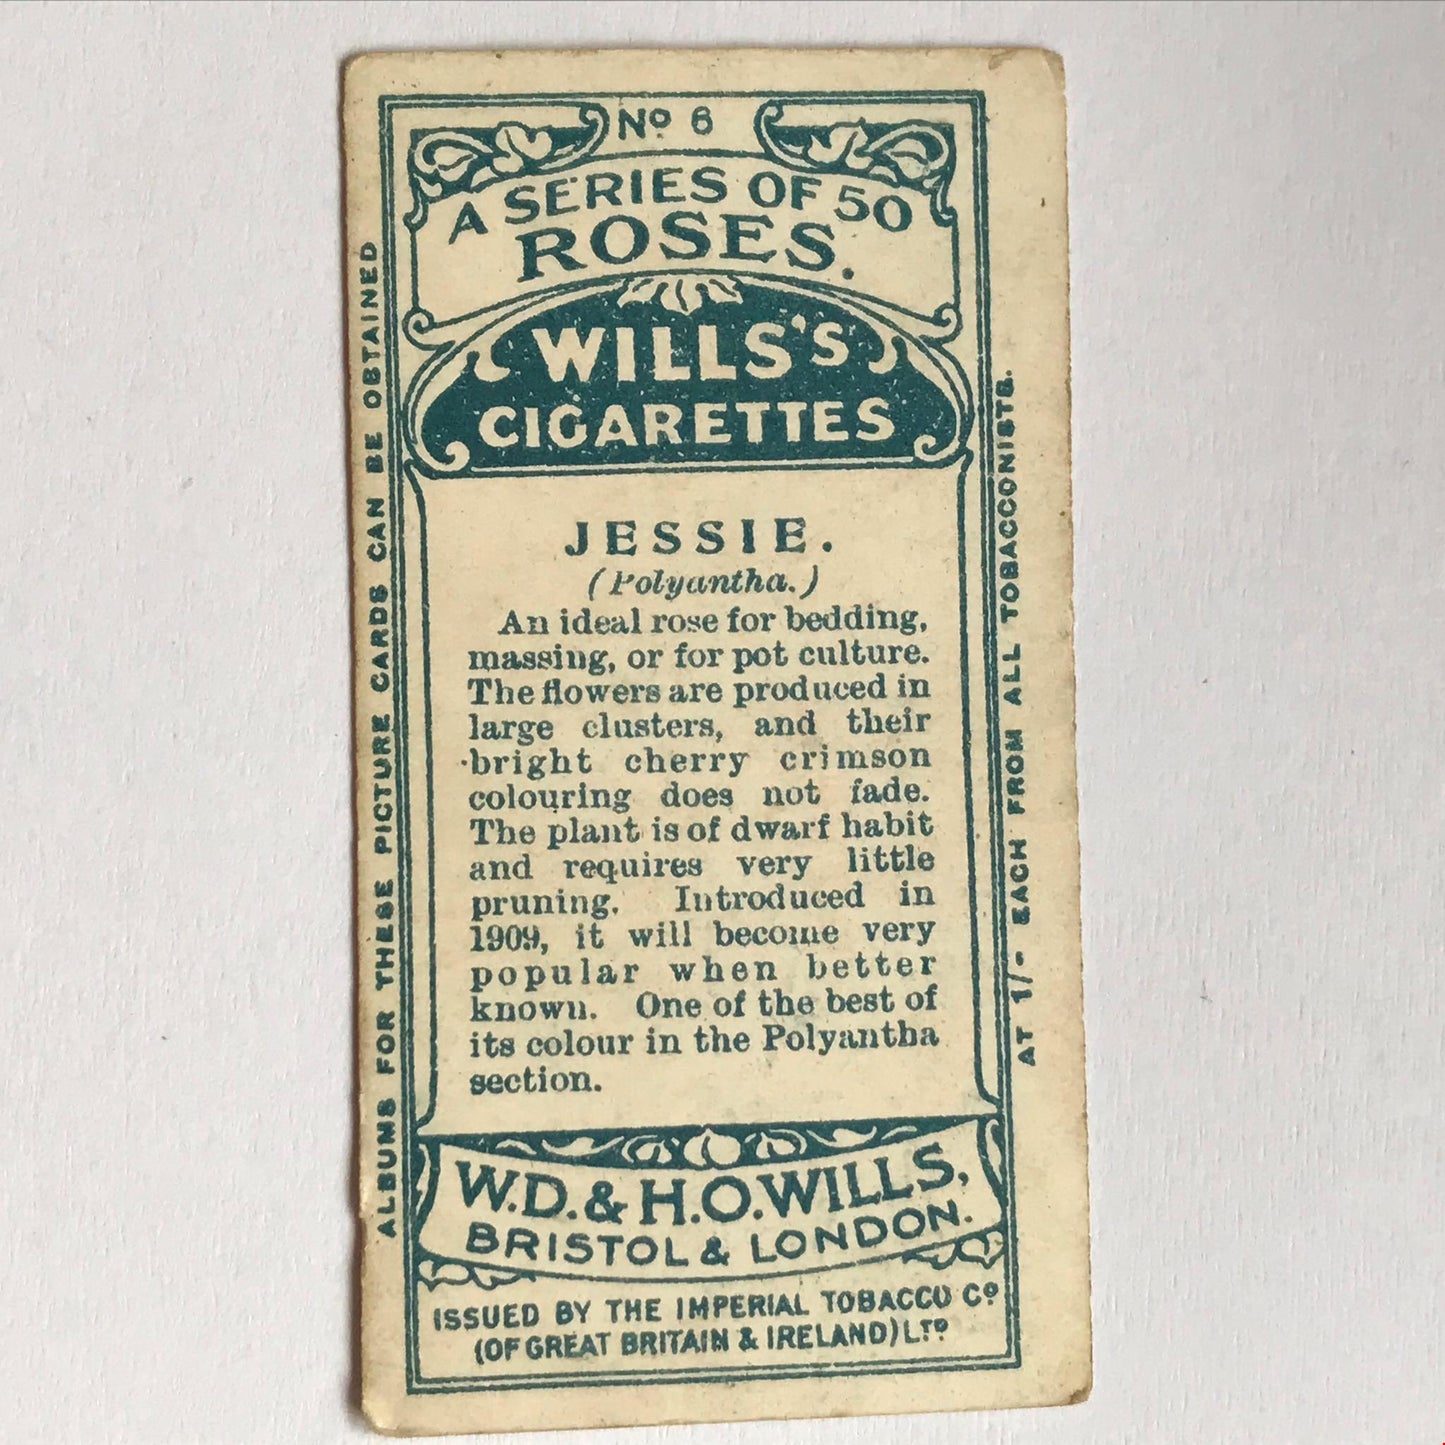 Nº 6
A SERIES OF 50
ROSES.
WILLS'S
CIGARETTES
JESSIE.
(Polyantha.)
An ideal rose for bedding,
massing, or for pot culture.
The flowers are produced in
large clusters, and their
bright cherry crimson
colouring does not fade.
The plant is of dwarf habit
and requires very little
pruning. Introduced in
1909, it will become very
popular when better
known. One of the best of
its colour in the Polyantha
section.
W.D. & H.O. WILLS,
BRISTOL & LONDON.
ISSUED BY THE IMPERIAL TOBACCO Cº
(OF GREAT BRITAIN & IRELAND) LTº
ALBUMS FOR THESE PICTURE CARDS CAN BE OBTAINED
AT 1/- EACH FROM ALL TOBACCONISTS.